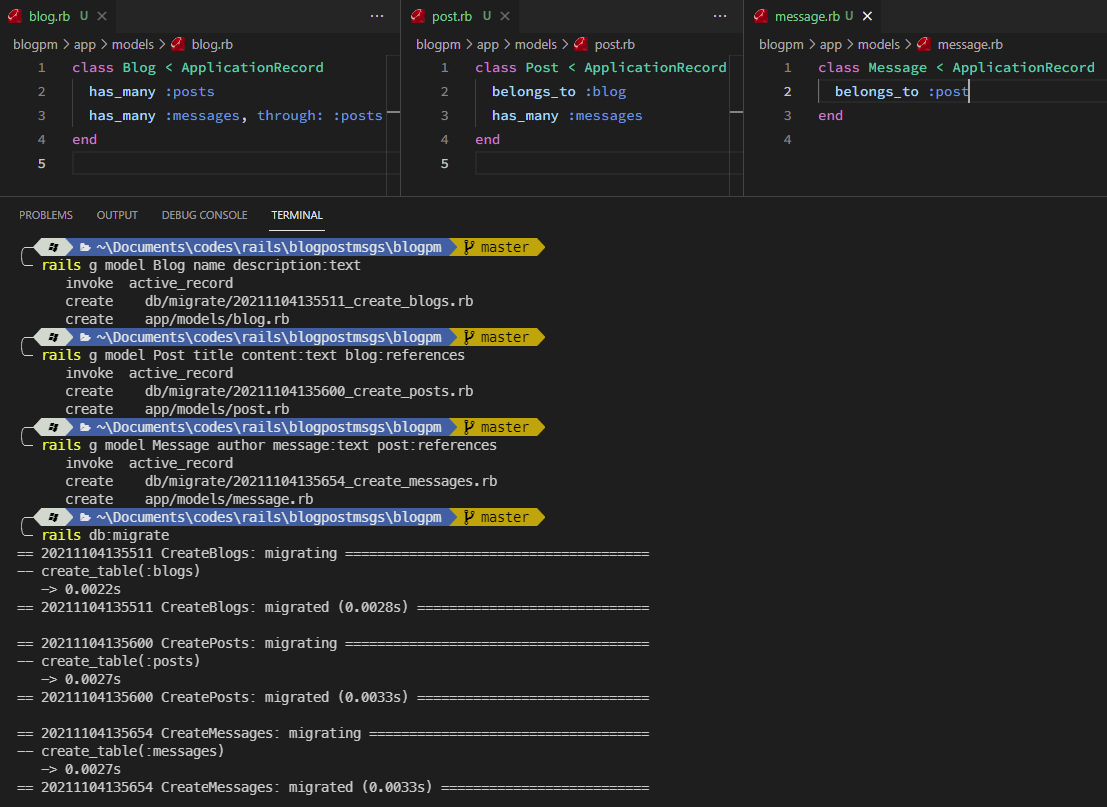 blog.rb U
blogpm > app > models > blog.rb
1 class Blog < ApplicationRecord
2 has_many :posts
3 has_many :messages, through: :posts
4 end
5
post.rb U
blogpm > app > models > post.rb
1 class Post < ApplicationRecord
2 belongs_to :blog
3 has_many :messages
4 end
5
message.rb U
blogpm > app > models > message.rb
1 class Message < ApplicationRecord
2 belongs_to :post
3 end
4
PROBLEMS OUTPUT DEBUG CONSOLE TERMINAL
~\Documents\codes\rails\blogpostmsgs\blogpm master
rails g model Blog name description:text
invoke active_record
create db/migrate/20211104135511_create_blogs.rb
create app/models/blog.rb
~\Documents\codes\rails\blogpostmsgs\blogpm master
rails g model Post title content:text blog:references
invoke active_record
create db/migrate/20211104135600_create_posts.rb
create app/models/post.rb
~\Documents\codes\rails\blogpostmsgs\blogpm master
rails g model Message author message:text post:references
invoke active_record
create db/migrate/20211104135654_create_messages.rb
create app/models/message.rb
~\Documents\codes\rails\blogpostmsgs\blogpm master
rails db:migrate
== 20211104135511 CreateBlogs: migrating ======================================
-- create_table(:blogs)
-> 0.0022s
== 20211104135511 CreateBlogs: migrated (0.0028s) =============================
== 20211104135600 CreatePosts: migrating ======================================
-- create_table(:posts)
-> 0.0027s
== 20211104135600 CreatePosts: migrated (0.0033s) =============================
== 20211104135654 CreateMessages: migrating ===================================
-- create_table(:messages)
-> 0.0027s
== 20211104135654 CreateMessages: migrated (0.0033s) ==========================